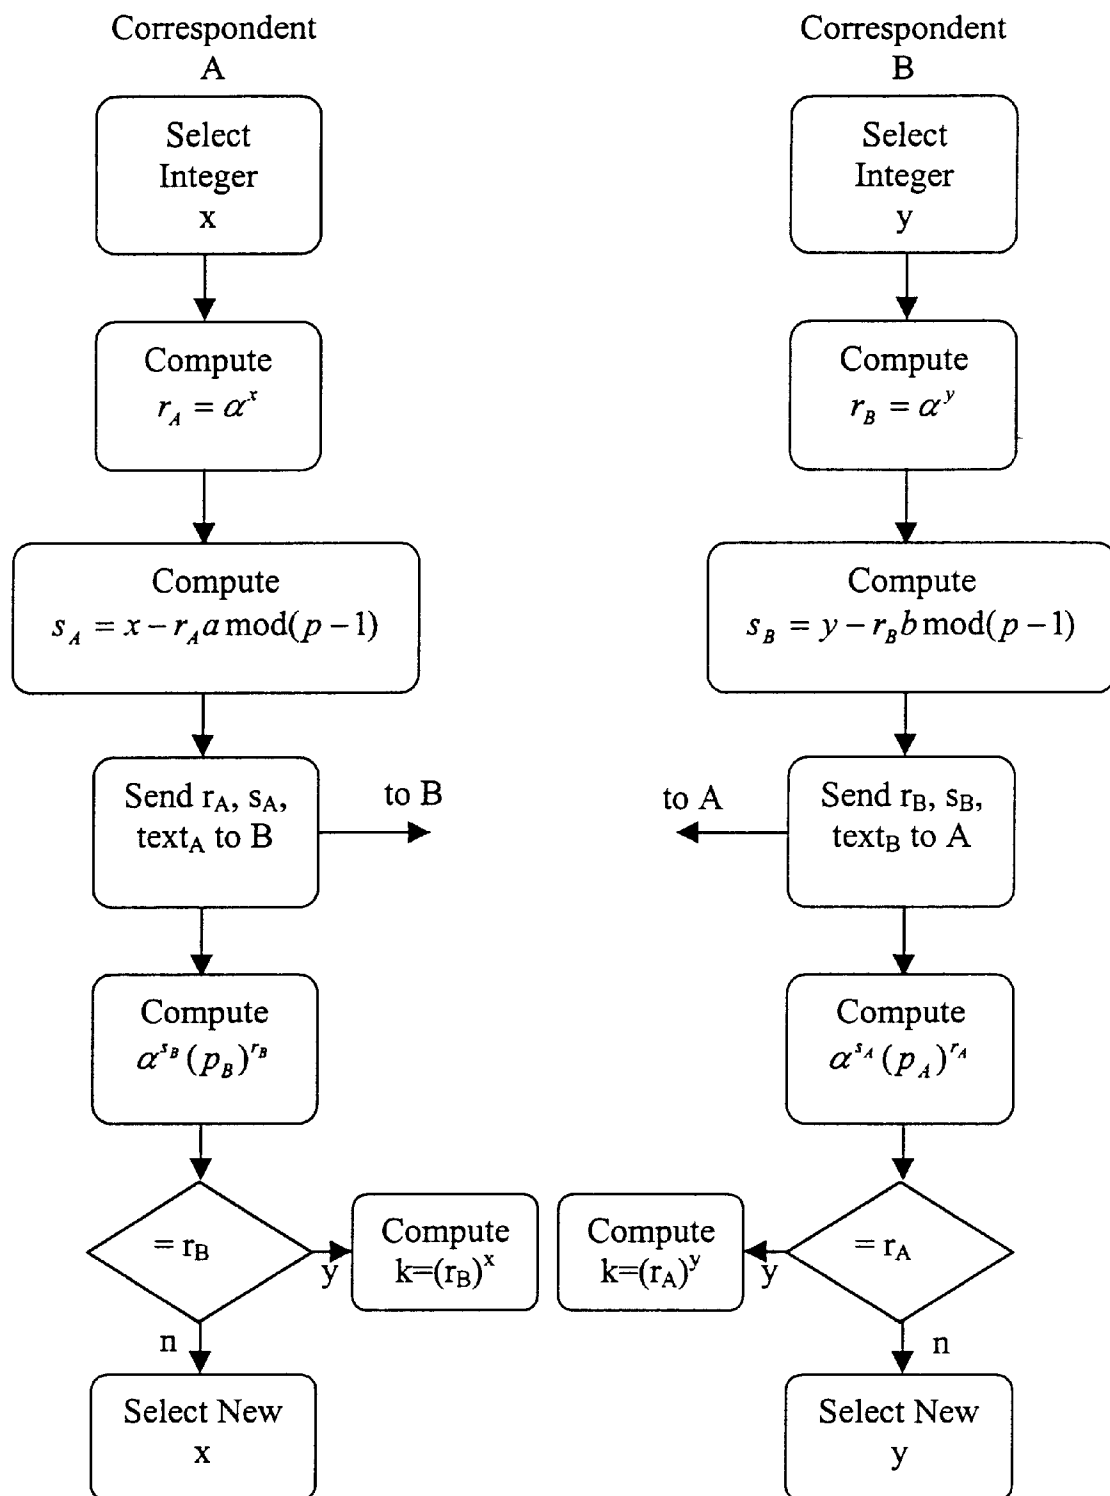 Correspondent
A
Select
Integer
x
Compute
r_A = α^x
Compute
s_A = x − r_A a mod(p − 1)
Send r_A, s_A,
text_A to B
to B
Compute
α^{s_B} (p_B)^{r_B}
= r_B
y
Compute
k=(r_B)^x
n
Select New
x
Correspondent
B
Select
Integer
y
Compute
r_B = α^y
Compute
s_B = y − r_B b mod(p − 1)
to A
Send r_B, s_B,
text_B to A
Compute
α^{s_A} (p_A)^{r_A}
= r_A
y
Compute
k=(r_A)^y
n
Select New
y